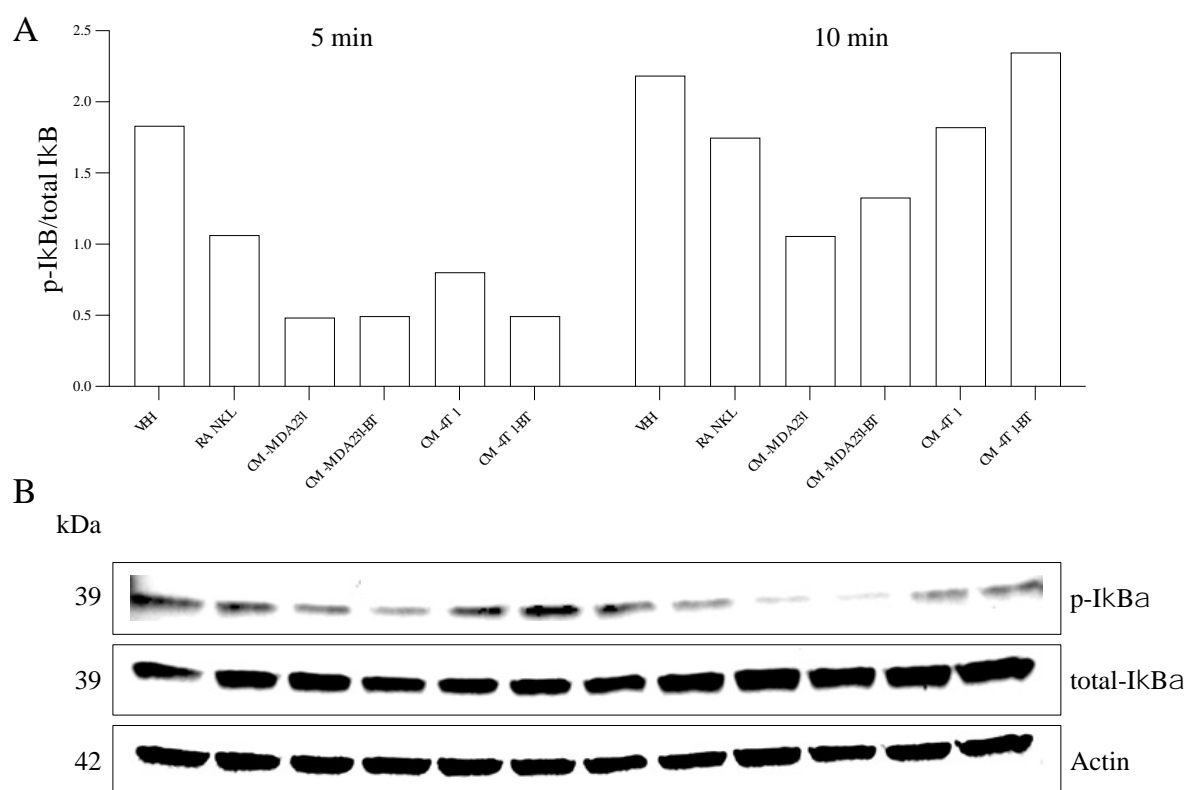 A
5 min
10 min
p-IkB/total IkB
2.5
2.0
1.5
1.0
0.5
0.0
VEH
RANKL
CM-MDA231
CM-MDA231-BT
CM-4T1
CM-4T1-BT
VEH
RANKL
CM-MDA231
CM-MDA231-BT
CM-4T1
CM-4T1-BT
B
kDa
39
p-IkBa
39
total-IkBa
42
Actin